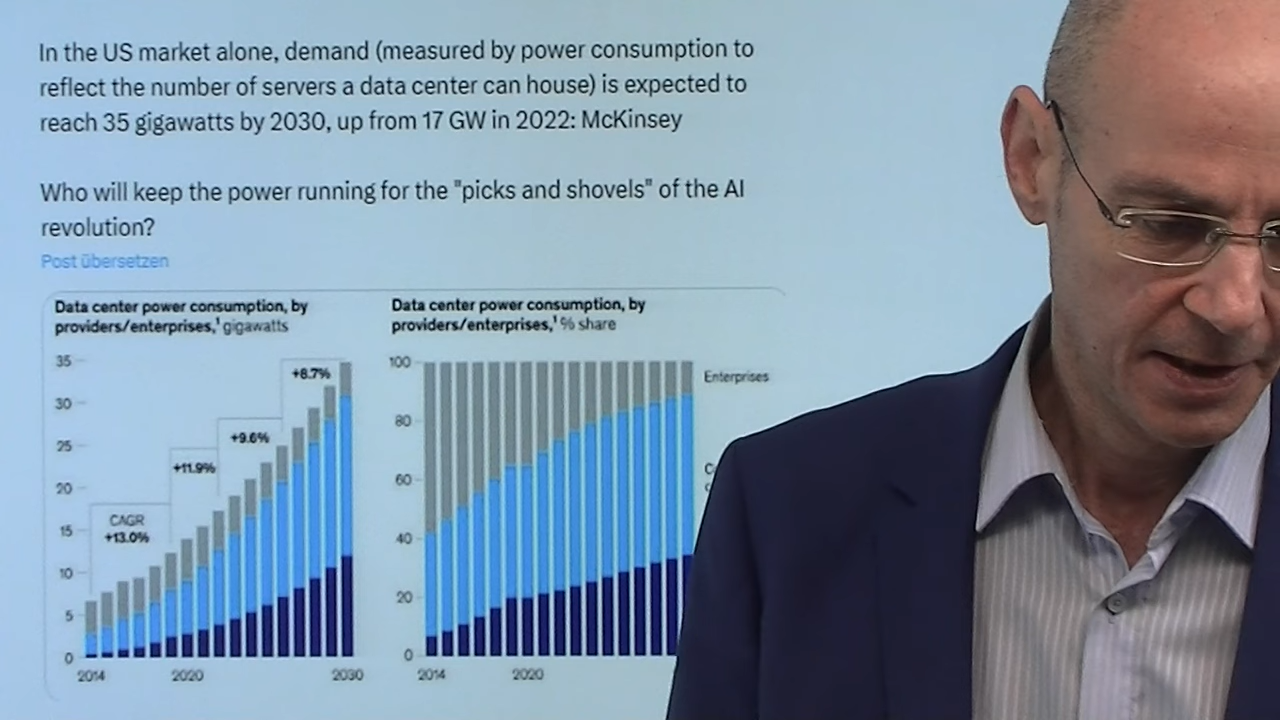 In the US market alone, demand (measured by power consumption to
reflect the number of servers a data center can house) is expected to
reach 35 gigawatts by 2030, up from 17 GW in 2022: McKinsey
Who will keep the power running for the "picks and shovels" of the AI
revolution?
Post übersetzen
Data center power consumption, by
providers/enterprises,¹ gigawatts
35
30
25
20
15
10
5
0
CAGR
+13.0%
+11.9%
+9.6%
+8.7%
2014
2020
2030
Data center power consumption, by
providers/enterprises,¹ % share
100
80
60
40
20
0
Enterprises
2014
2020